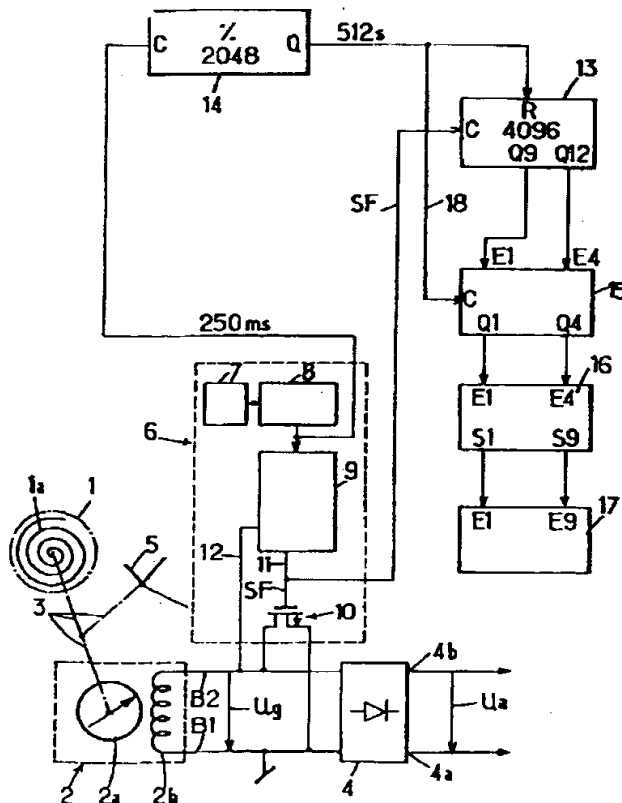 C % Q
2048
14
512s
13
R
C 4096
Q9 Q12
SF
18
E1 E4
C
15
Q1 Q4
250ms
16
E1 E4
S1 S9
7
8
6
9
17
E1 E9
1a
1
5
12
11
SF
10
3
4b
B2
Ug
Ua
B1
2
2a
2b
4
4a